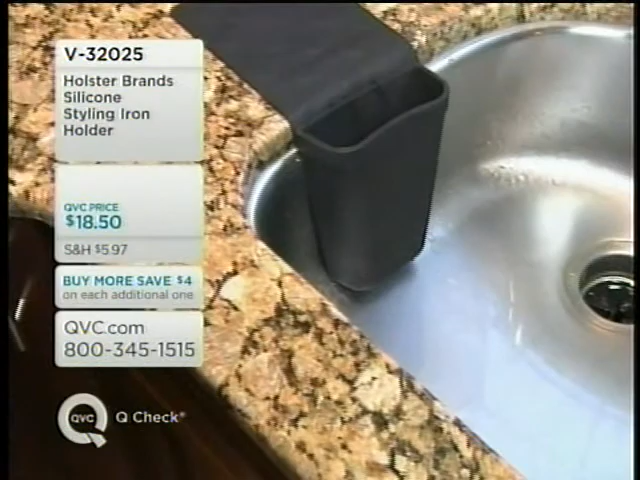 V-32025
Holster Brands
Silicone
Styling Iron
Holder
QVC PRICE
$18.50
S&H $5.97
BUY MORE SAVE $4
on each additional one
QVC.com
800-345-1515
QVC
Q Check®